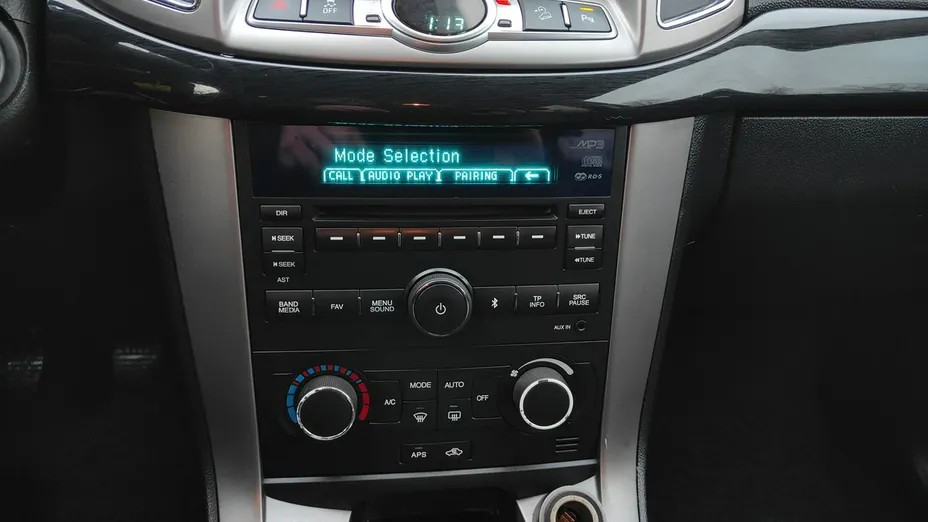 OFF
1:13
P
Mode Selection
CALL AUDIO PLAY PAIRING
MP3
RDS
DIR
EJECT
SEEK
TUNE
SEEK
TUNE
AST
BAND
MEDIA
FAV
MENU
SOUND
TP
INFO
SRC
PAUSE
AUX IN
MODE
AUTO
A/C
OFF
APS